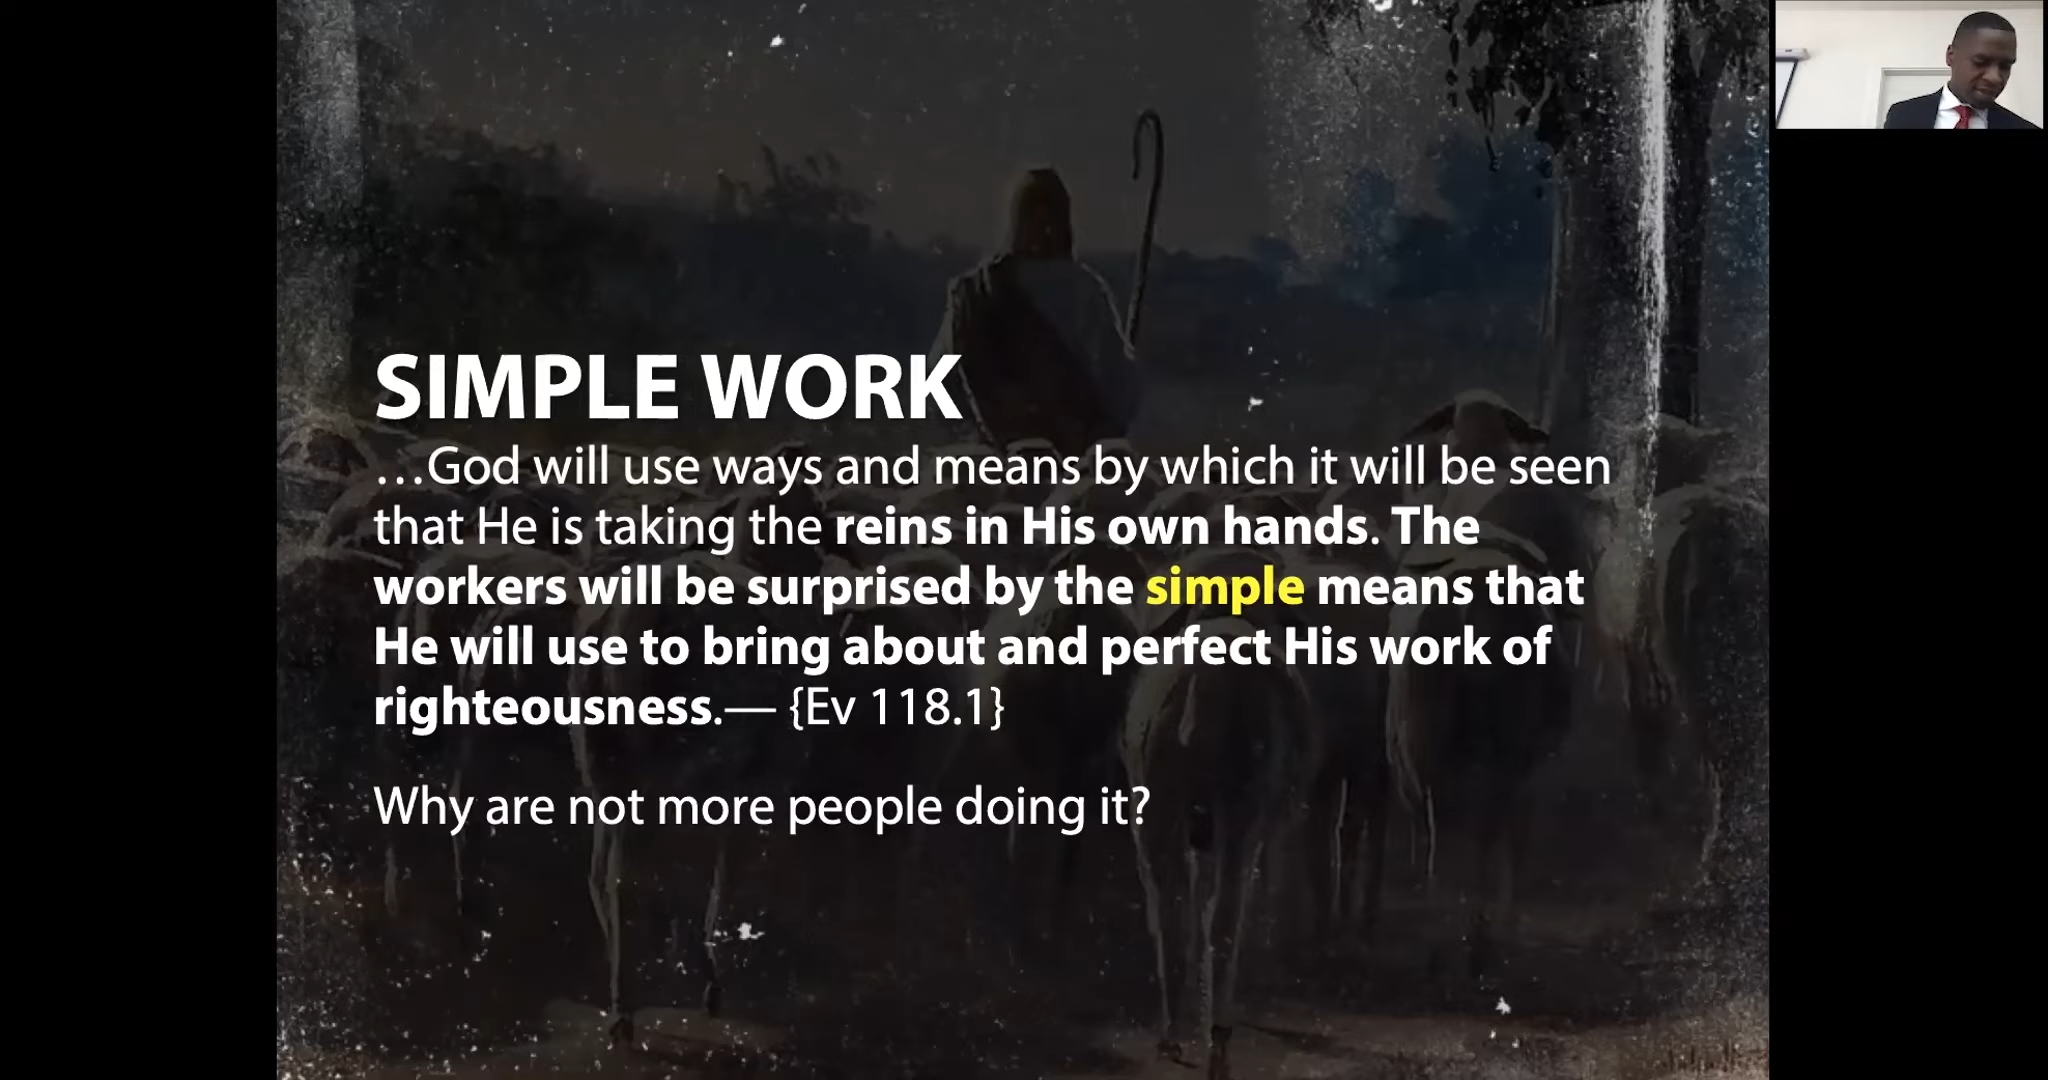 SIMPLE WORK
…God will use ways and means by which it will be seen
that He is taking the reins in His own hands. The
workers will be surprised by the simple means that
He will use to bring about and perfect His work of
righteousness.— {Ev 118.1}
Why are not more people doing it?